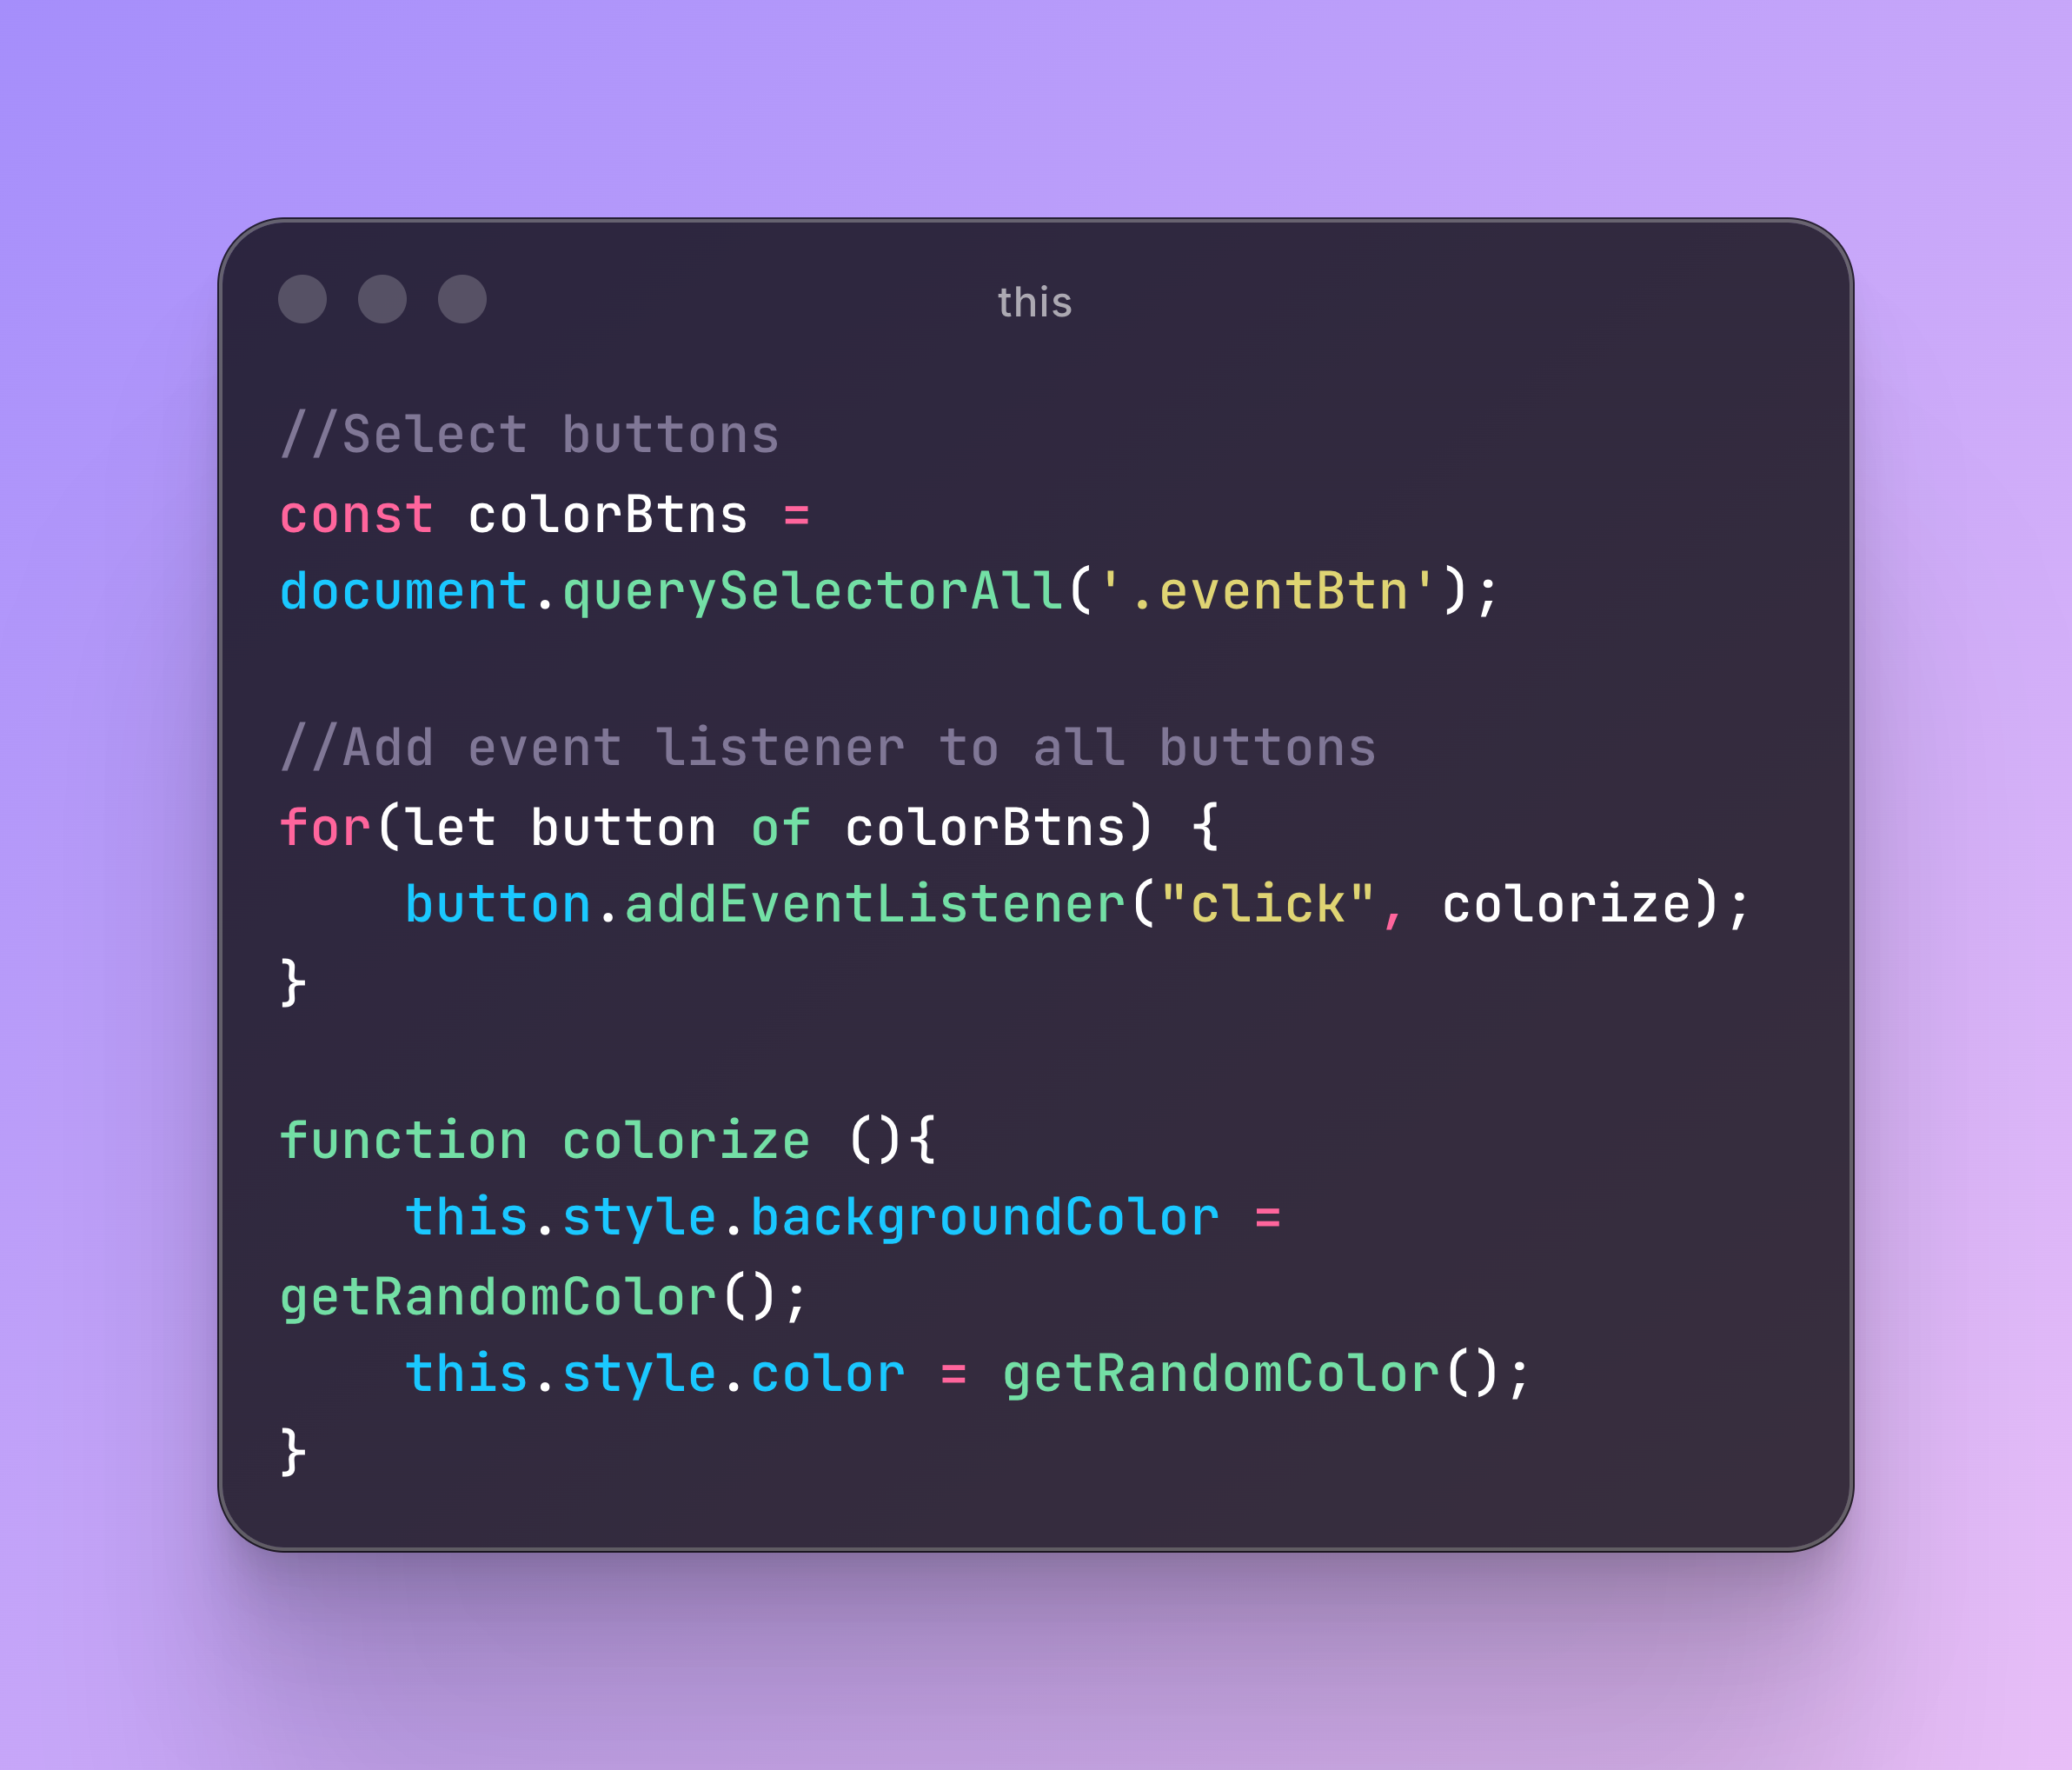 this
//Select buttons
const colorBtns =
document.querySelectorAll('.eventBtn');
//Add event listener to all buttons
for(let button of colorBtns) {
    button.addEventListener("click", colorize);
}
function colorize (){
    this.style.backgroundColor =
getRandomColor();
    this.style.color = getRandomColor();
}